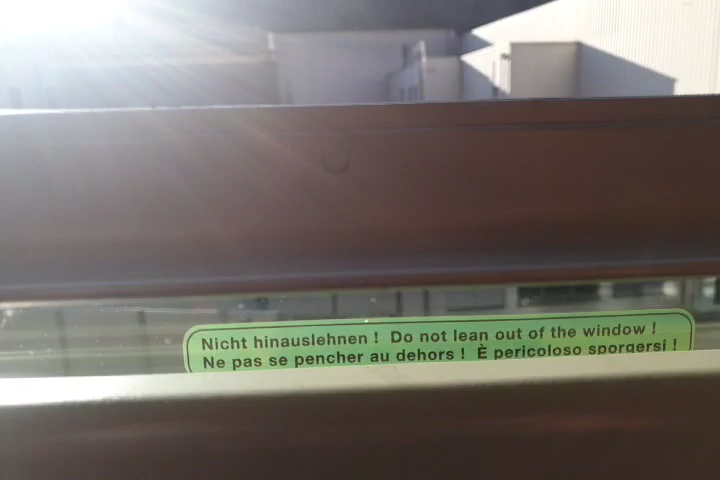 Nicht hinauslehnen ! Do not lean out of the window !
Ne pas se pencher au dehors ! È pericoloso sporgersi !